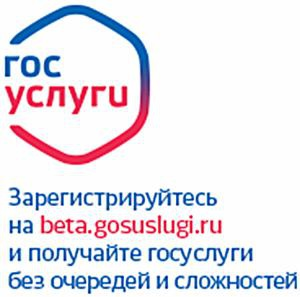 гос
услуги
Зарегистрируйтесь
на beta.gosuslugi.ru
и получайте госуслуги
без очередей и сложностей